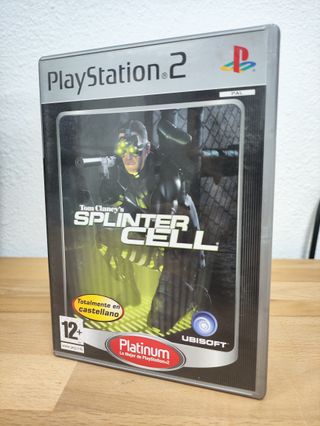 PlayStation®2
PAL
Tom Clancy's
SPLINTER
CELL
Totalmente en
castellano
12+
UBISOFT
Platinum
Lo Mejor de PlayStation®2